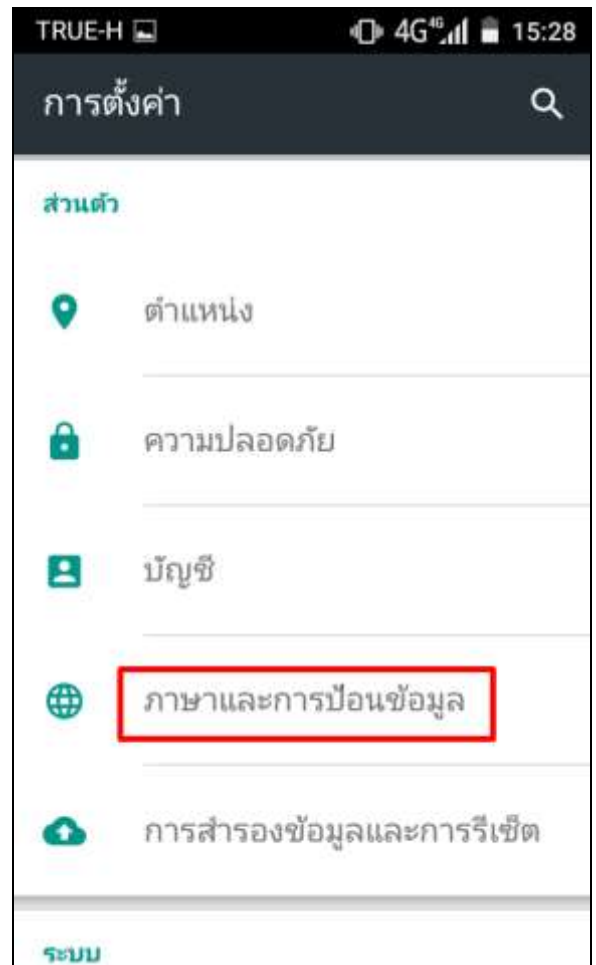 TRUE-H 4G 4G 15:28
การตั้งค่า
ส่วนตัว
ตำแหน่ง
ความปลอดภัย
บัญชี
ภาษาและการป้อนข้อมูล
การสำรองข้อมูลและการรีเซ็ต
ระบบ